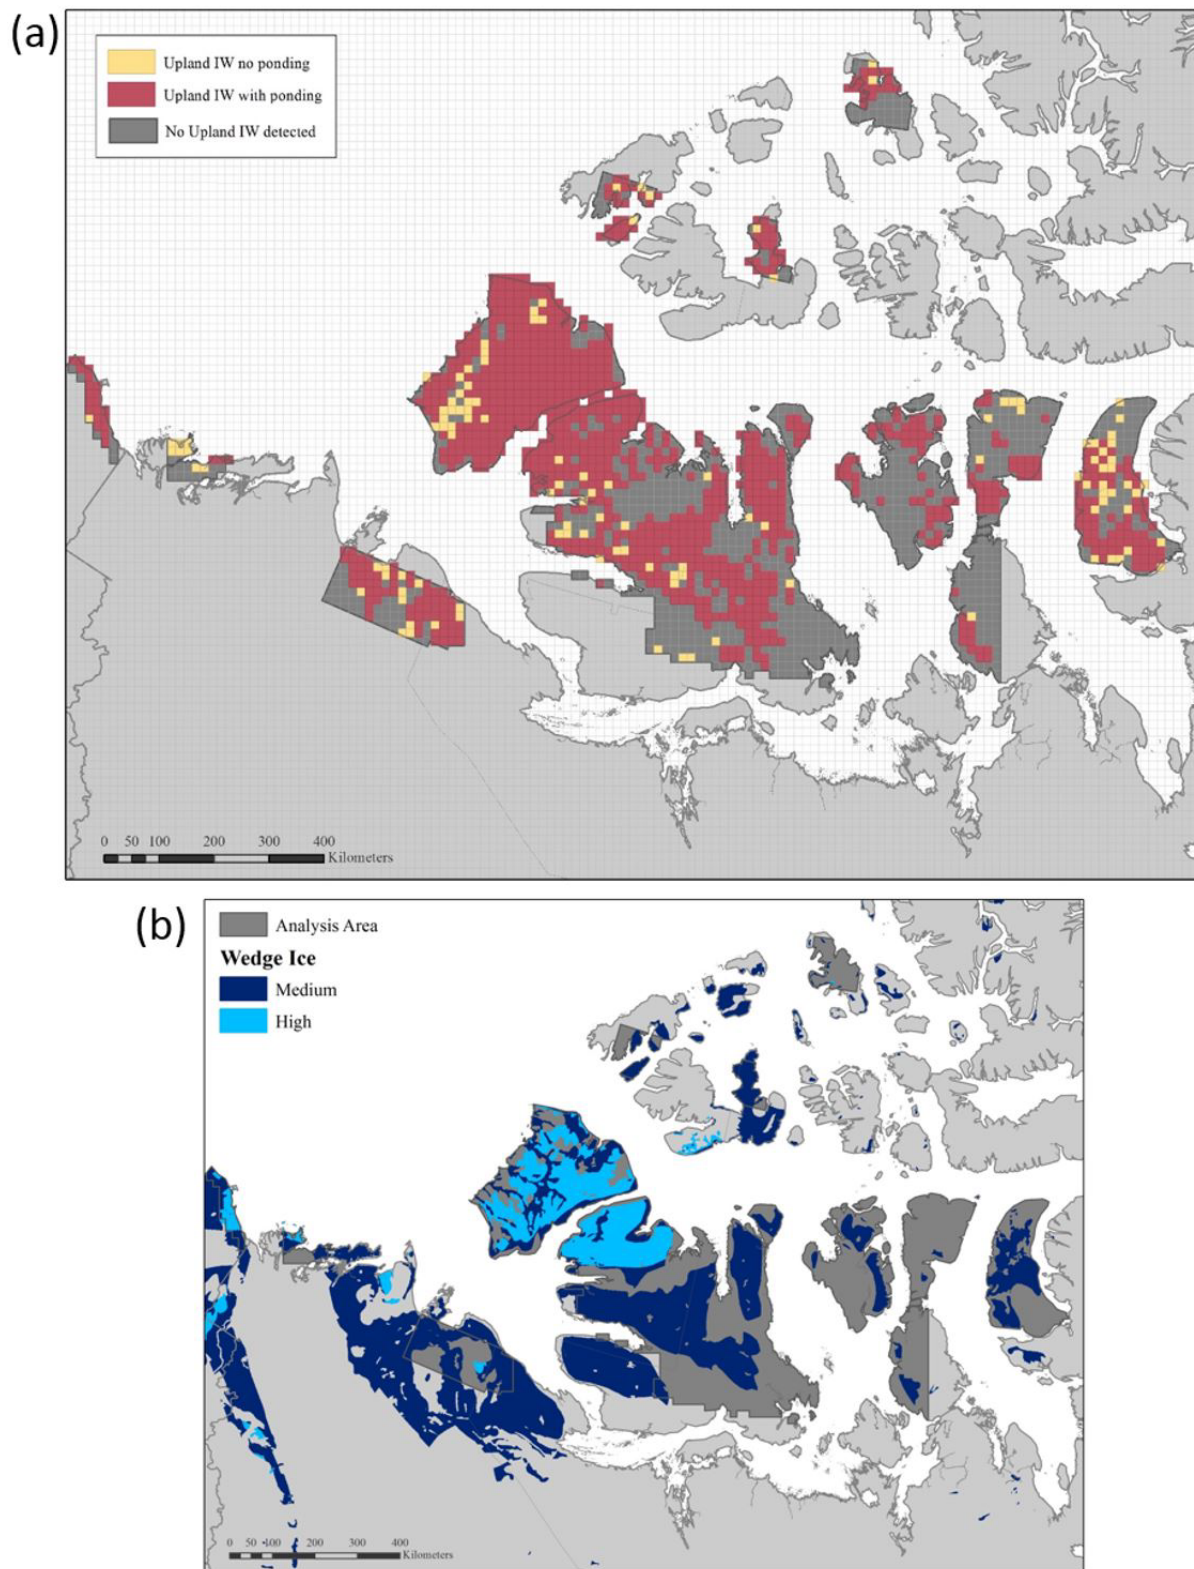 (a)
Upland IW no ponding
Upland IW with ponding
No Upland IW detected
0 50 100 200 300 400
Kilometers
(b)
Analysis Area
Wedge Ice
Medium
High
0 50 100 200 300 400
Kilometers